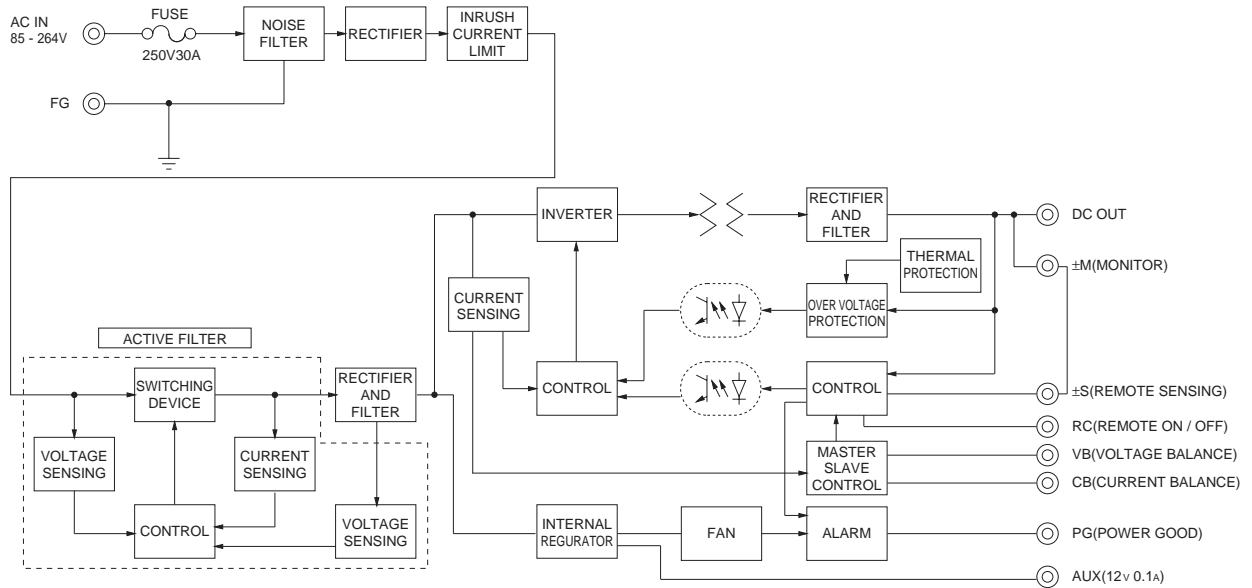 AC IN
85 - 264V
FUSE
250V30A
NOISE
FILTER
RECTIFIER
INRUSH
CURRENT
LIMIT
FG
INVERTER
RECTIFIER
AND
FILTER
DC OUT
THERMAL
PROTECTION
±M(MONITOR)
CURRENT
SENSING
OVER VOLTAGE
PROTECTION
ACTIVE FILTER
SWITCHING
DEVICE
RECTIFIER
AND
FILTER
CONTROL
CONTROL
±S(REMOTE SENSING)
RC(REMOTE ON / OFF)
VOLTAGE
SENSING
CURRENT
SENSING
MASTER
SLAVE
CONTROL
VB(VOLTAGE BALANCE)
CB(CURRENT BALANCE)
CONTROL
VOLTAGE
SENSING
INTERNAL
REGURATOR
FAN
ALARM
PG(POWER GOOD)
AUX(12V 0.1A)